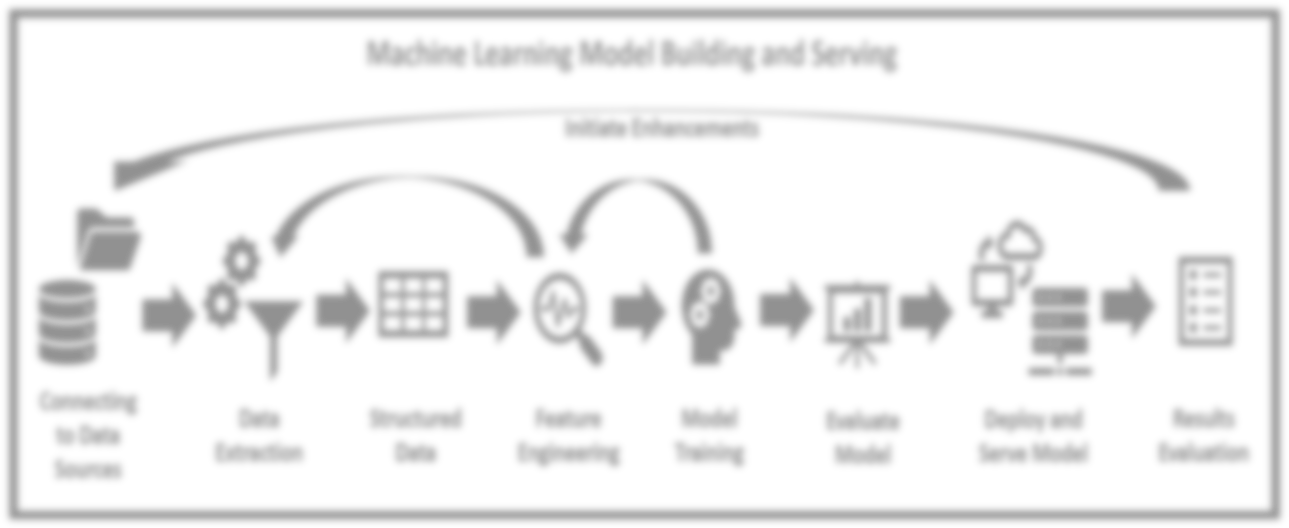 Machine Learning Model Building and Serving
Initiate Enhancements
Connecting
to Data
Sources
Data
Extraction
Structured
Data
Feature
Engineering
Model
Training
Evaluate
Model
Deploy and
Serve Model
Results
Evaluation